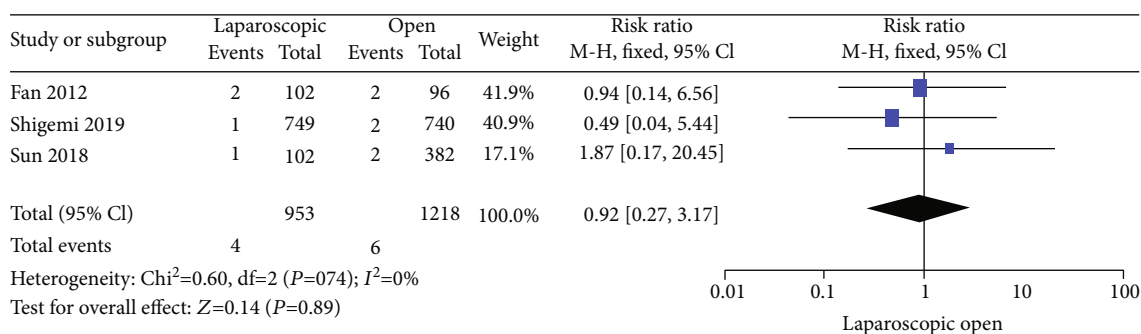 Study or subgroup Laparoscopic Open Weight Risk ratio Risk ratio
Events Total Events Total M-H, fixed, 95% Cl M-H, fixed, 95% Cl
Fan 2012 2 102 2 96 41.9% 0.94 [0.14, 6.56]
Shigemi 2019 1 749 2 740 40.9% 0.49 [0.04, 5.44]
Sun 2018 1 102 2 382 17.1% 1.87 [0.17, 20.45]
Total (95% Cl) 953 1218 100.0% 0.92 [0.27, 3.17]
Total events 4 6
Heterogeneity: Chi²=0.60, df=2 (P=074); I²=0%
Test for overall effect: Z=0.14 (P=0.89)
0.01 0.1 1 10 100
Laparoscopic open